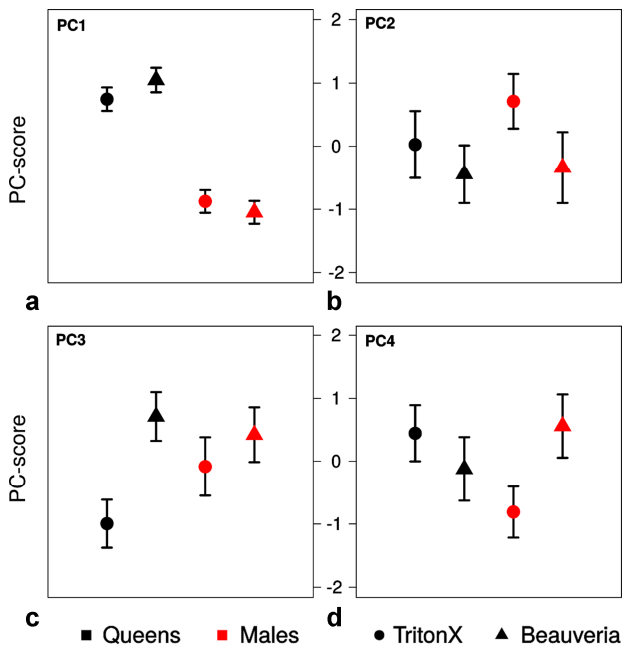 PC1
PC2
PC-score
2
1
0
-1
-2
a
b
PC3
PC4
PC-score
2
1
0
-1
-2
c
d
Queens Males TritonX Beauveria